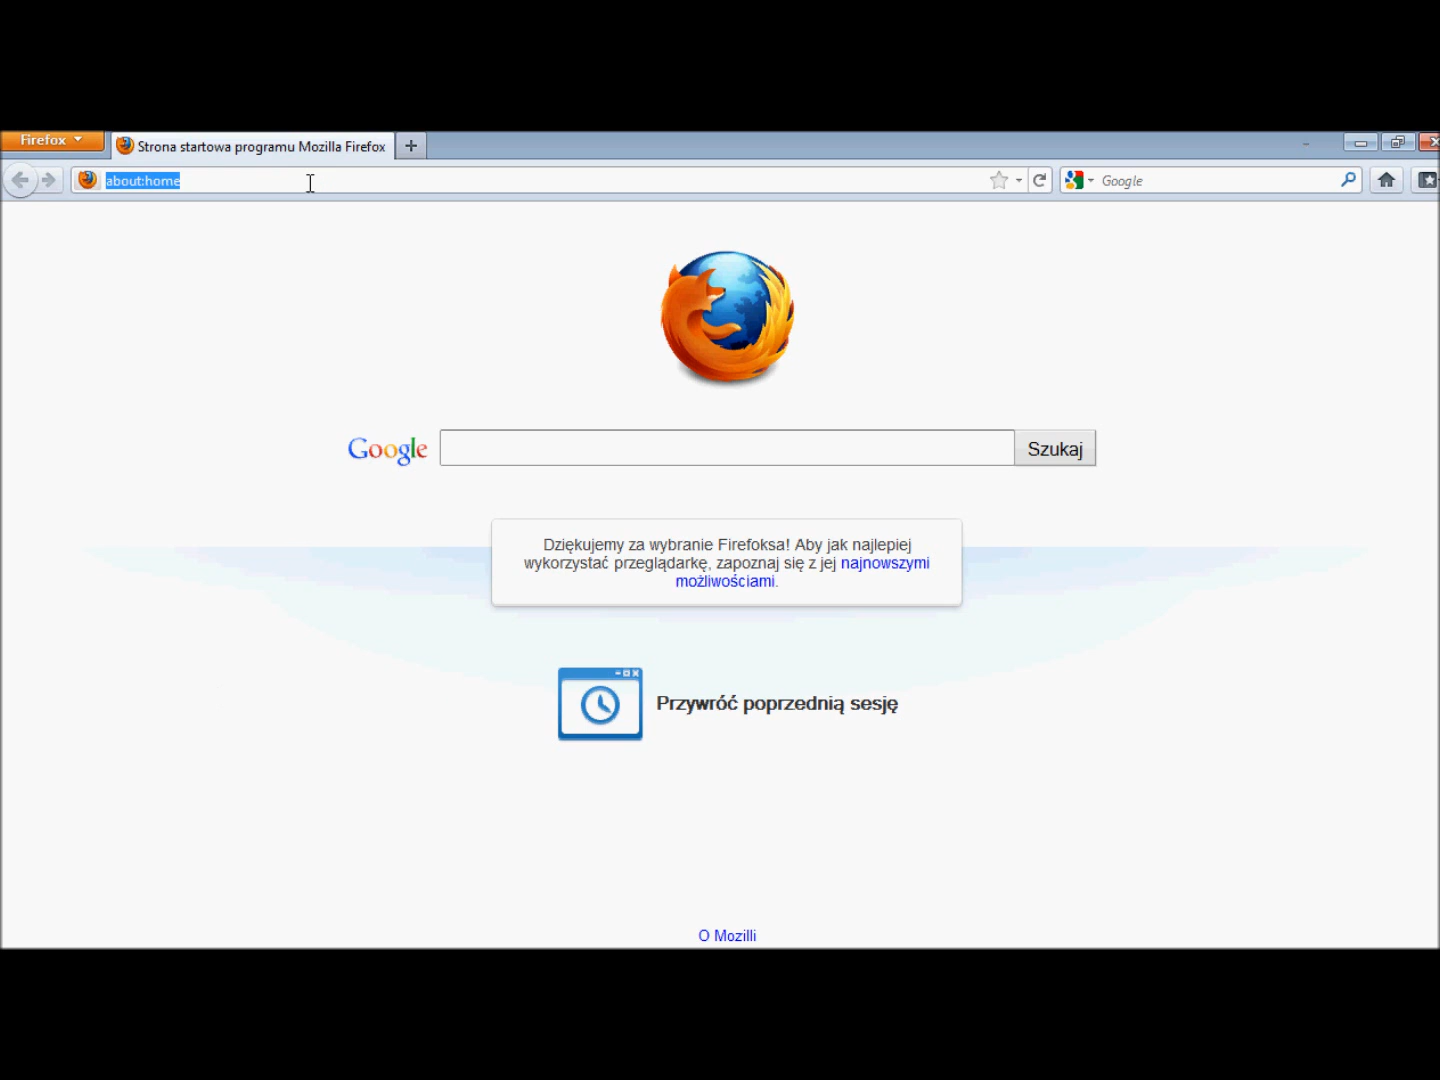 Firefox
Strona startowa programu Mozilla Firefox
about:home
Google
Google
Szukaj
Dziękujemy za wybranie Firefoksa! Aby jak najlepiej
wykorzystać przeglądarkę, zapoznaj się z jej najnowszymi
możliwościami.
Przywróć poprzednią sesję
O Mozilli